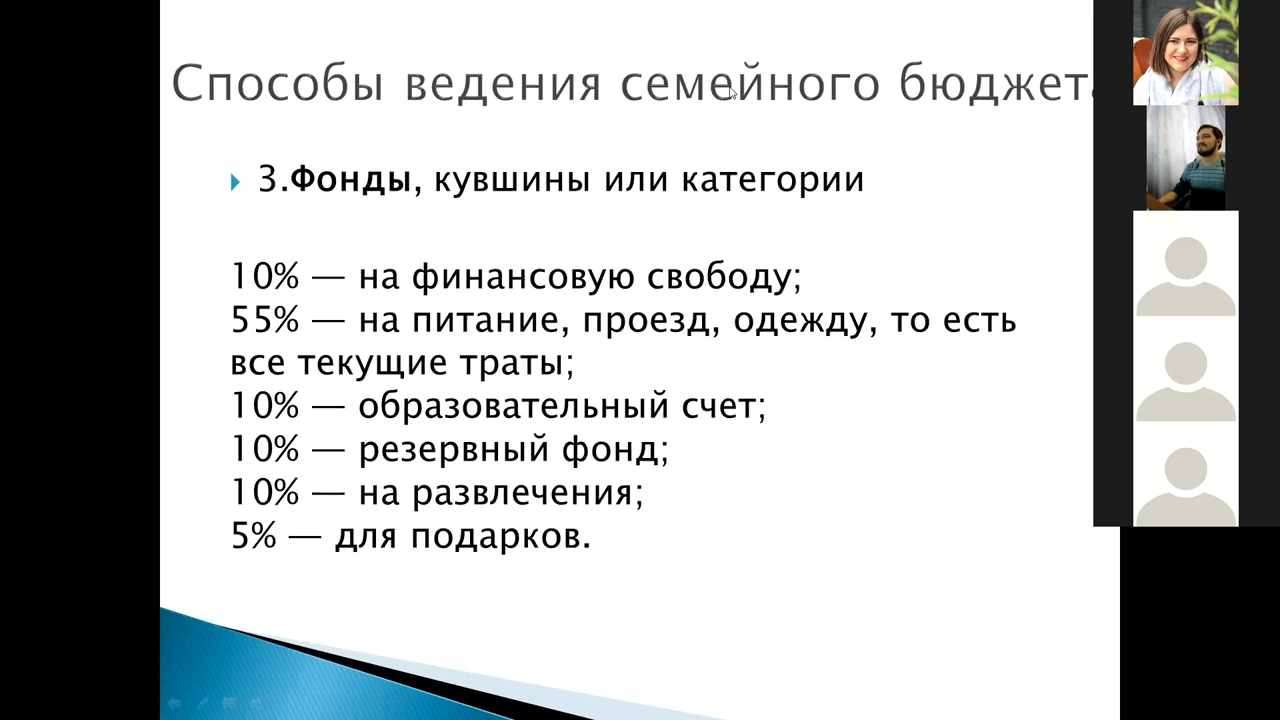 Способы ведения семейного бюджета
3.Фонды, кувшины или категории
10% — на финансовую свободу;
55% — на питание, проезд, одежду, то есть
все текущие траты;
10% — образовательный счет;
10% — резервный фонд;
10% — на развлечения;
5% — для подарков.